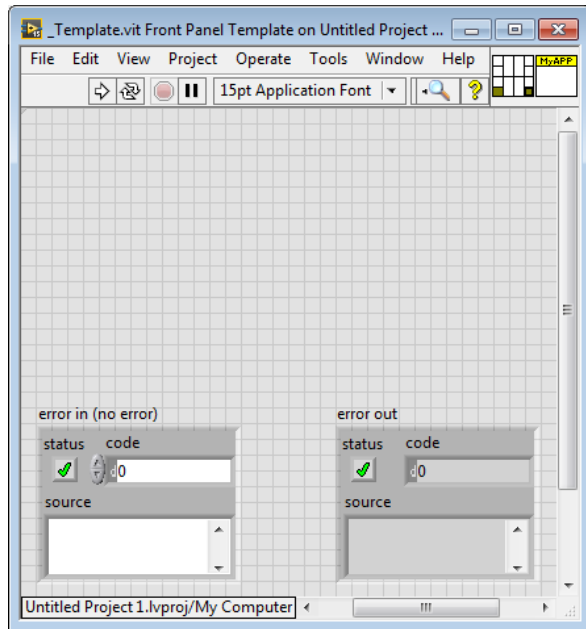 _Template.vit Front Panel Template on Untitled Project ...
File Edit View Project Operate Tools Window Help
MyAPP
15pt Application Font
?
error in (no error)
error out
status code
status code
d0
d0
source
source
Untitled Project 1.lvproj/My Computer